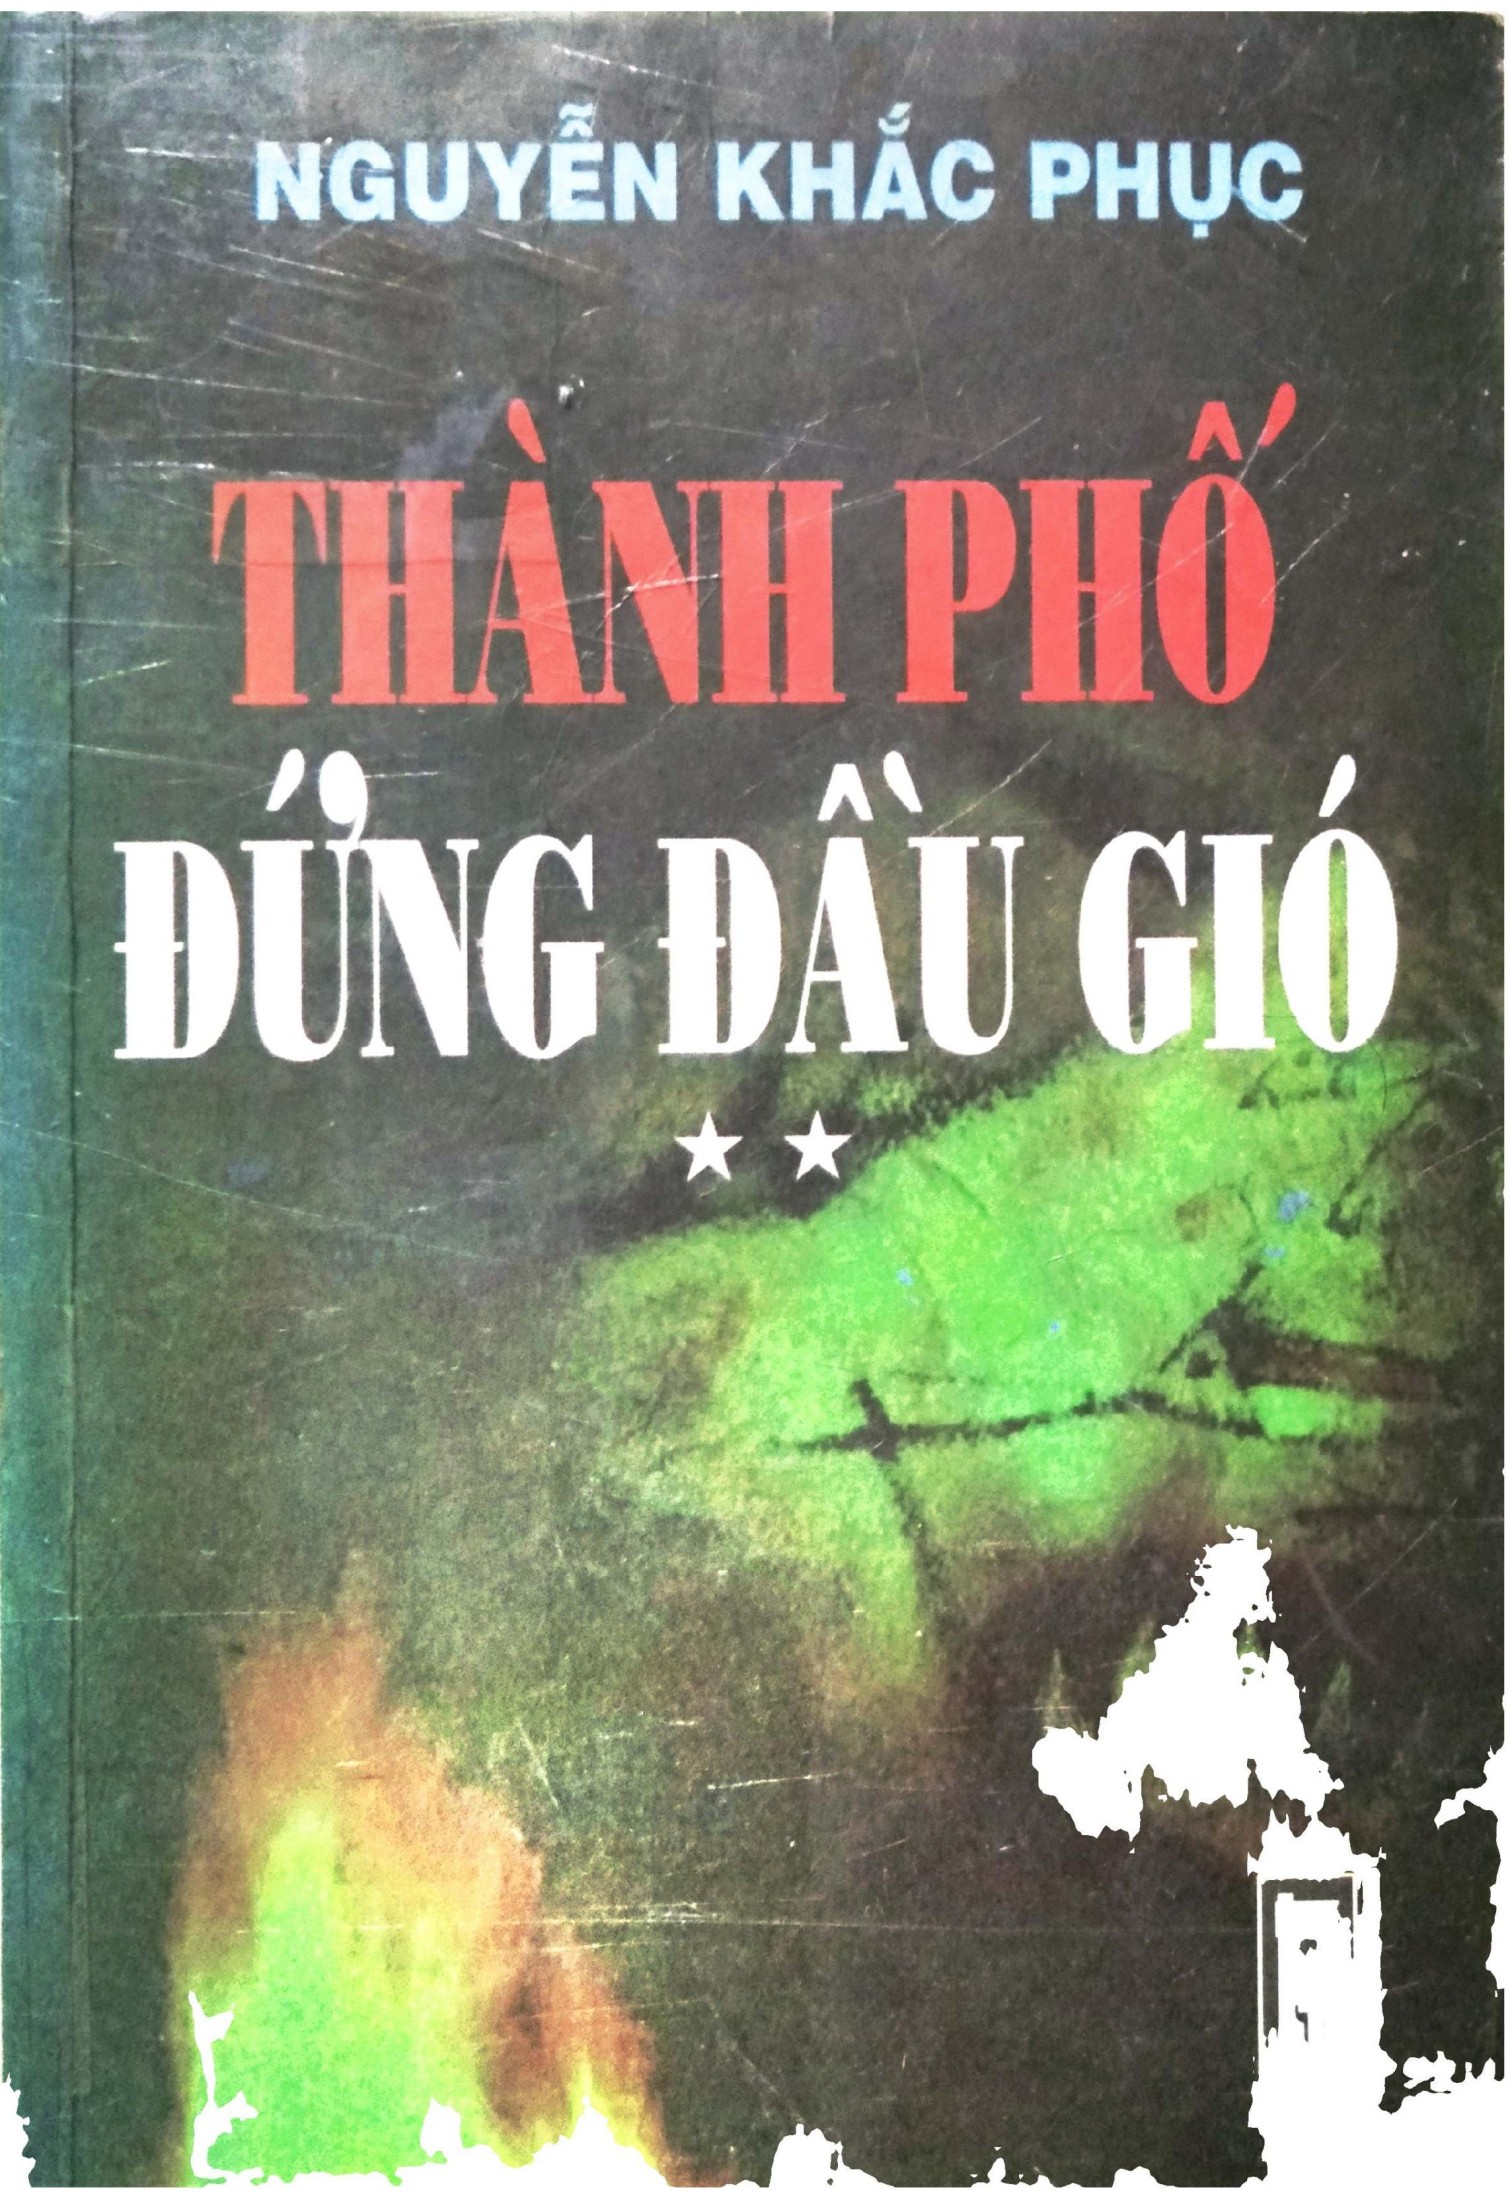 NGUYỄN KHẮC PHỤC
THÀNH PHỐ
ĐỨNG ĐẦU GIÓ
★ ★